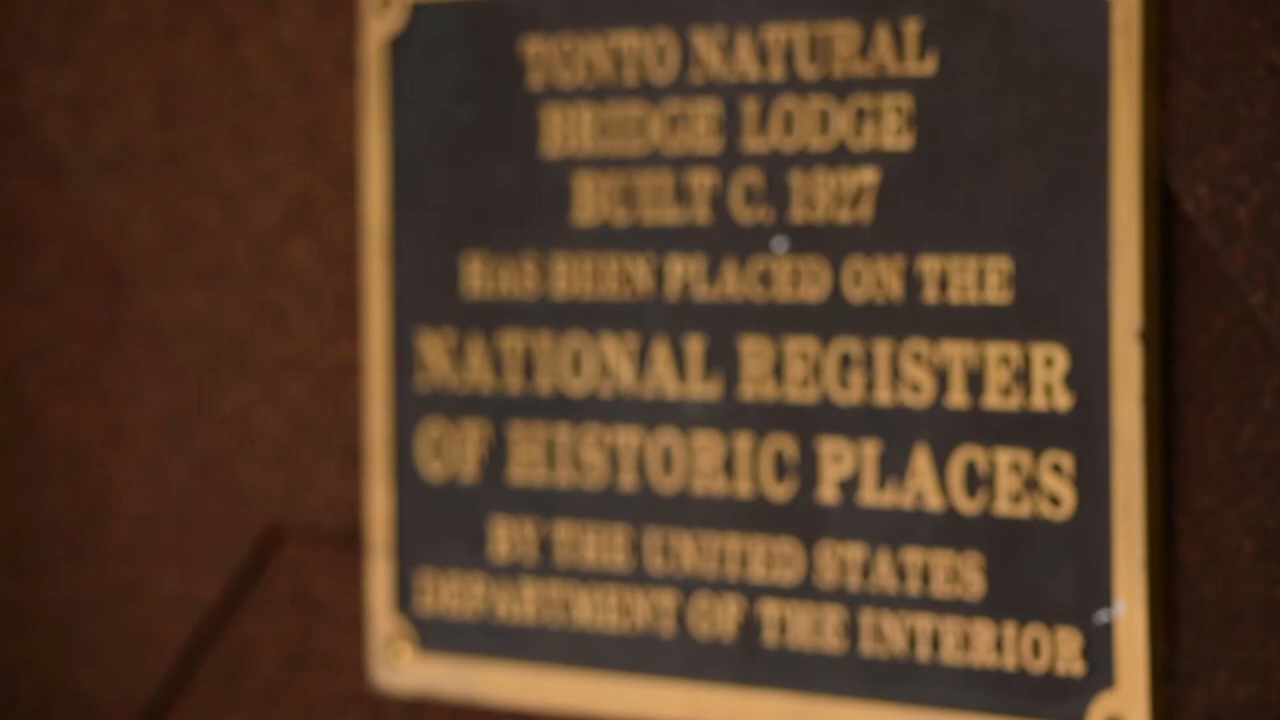 TONTO NATURAL
BRIDGE LODGE
BUILT C. 1927
HAS BEEN PLACED ON THE
NATIONAL REGISTER
OF HISTORIC PLACES
BY THE UNITED STATES
DEPARTMENT OF THE INTERIOR